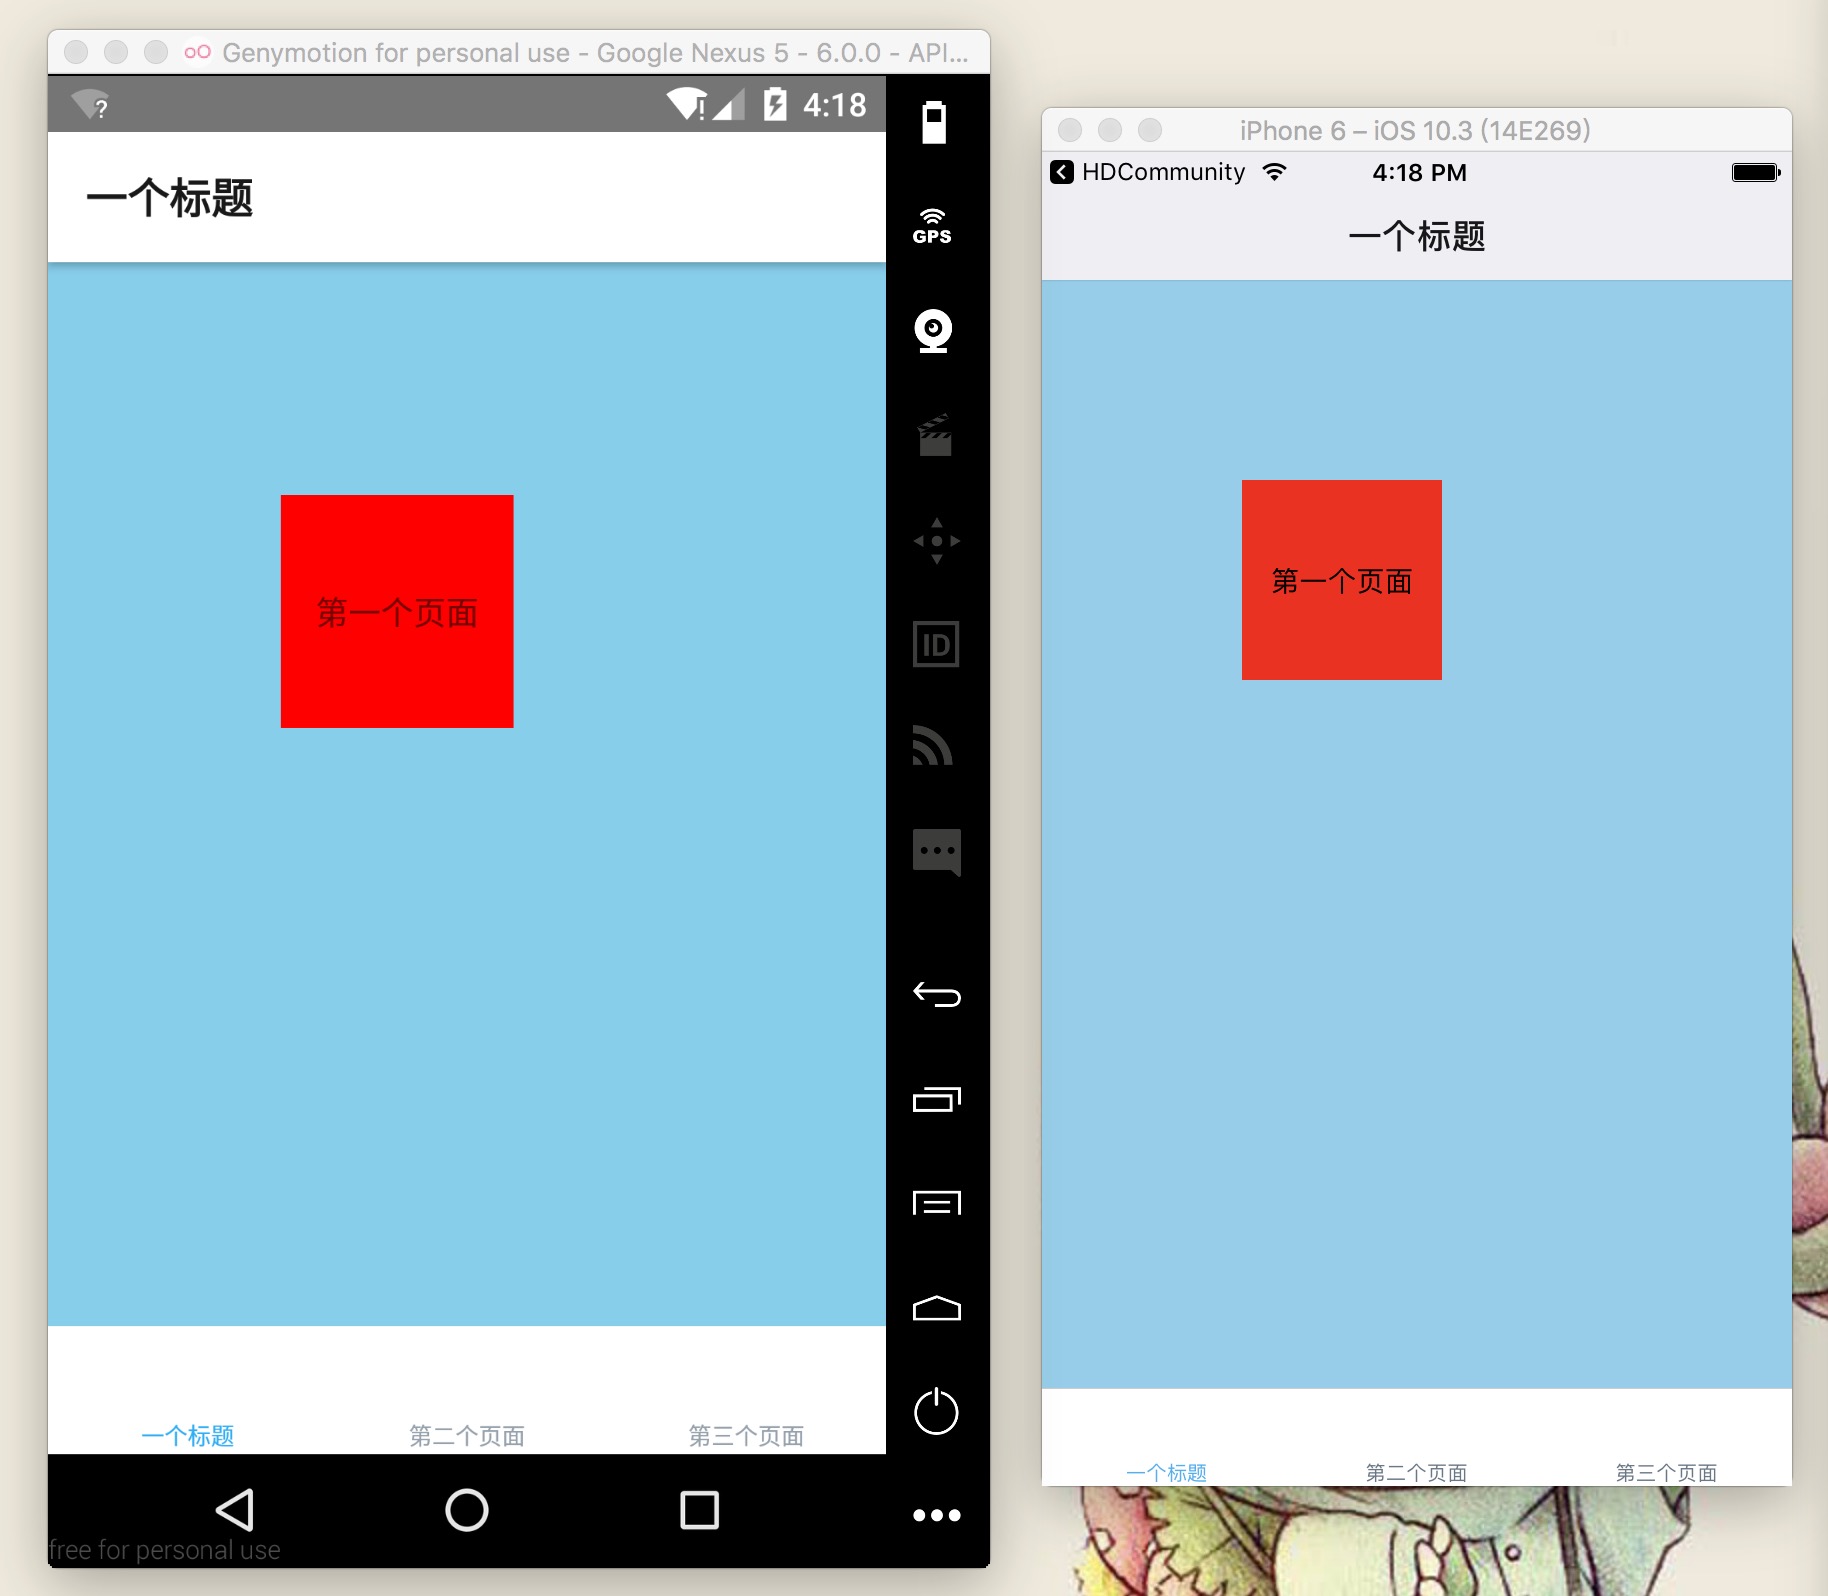 Genymotion for personal use - Google Nexus 5 - 6.0.0 - API...
? ! 4:18
一个标题
GPS
第一个页面
ID
一个标题 第二个页面 第三个页面
free for personal use
iPhone 6 – iOS 10.3 (14E269)
HDCommunity 4:18 PM
一个标题
第一个页面
一个标题 第二个页面 第三个页面